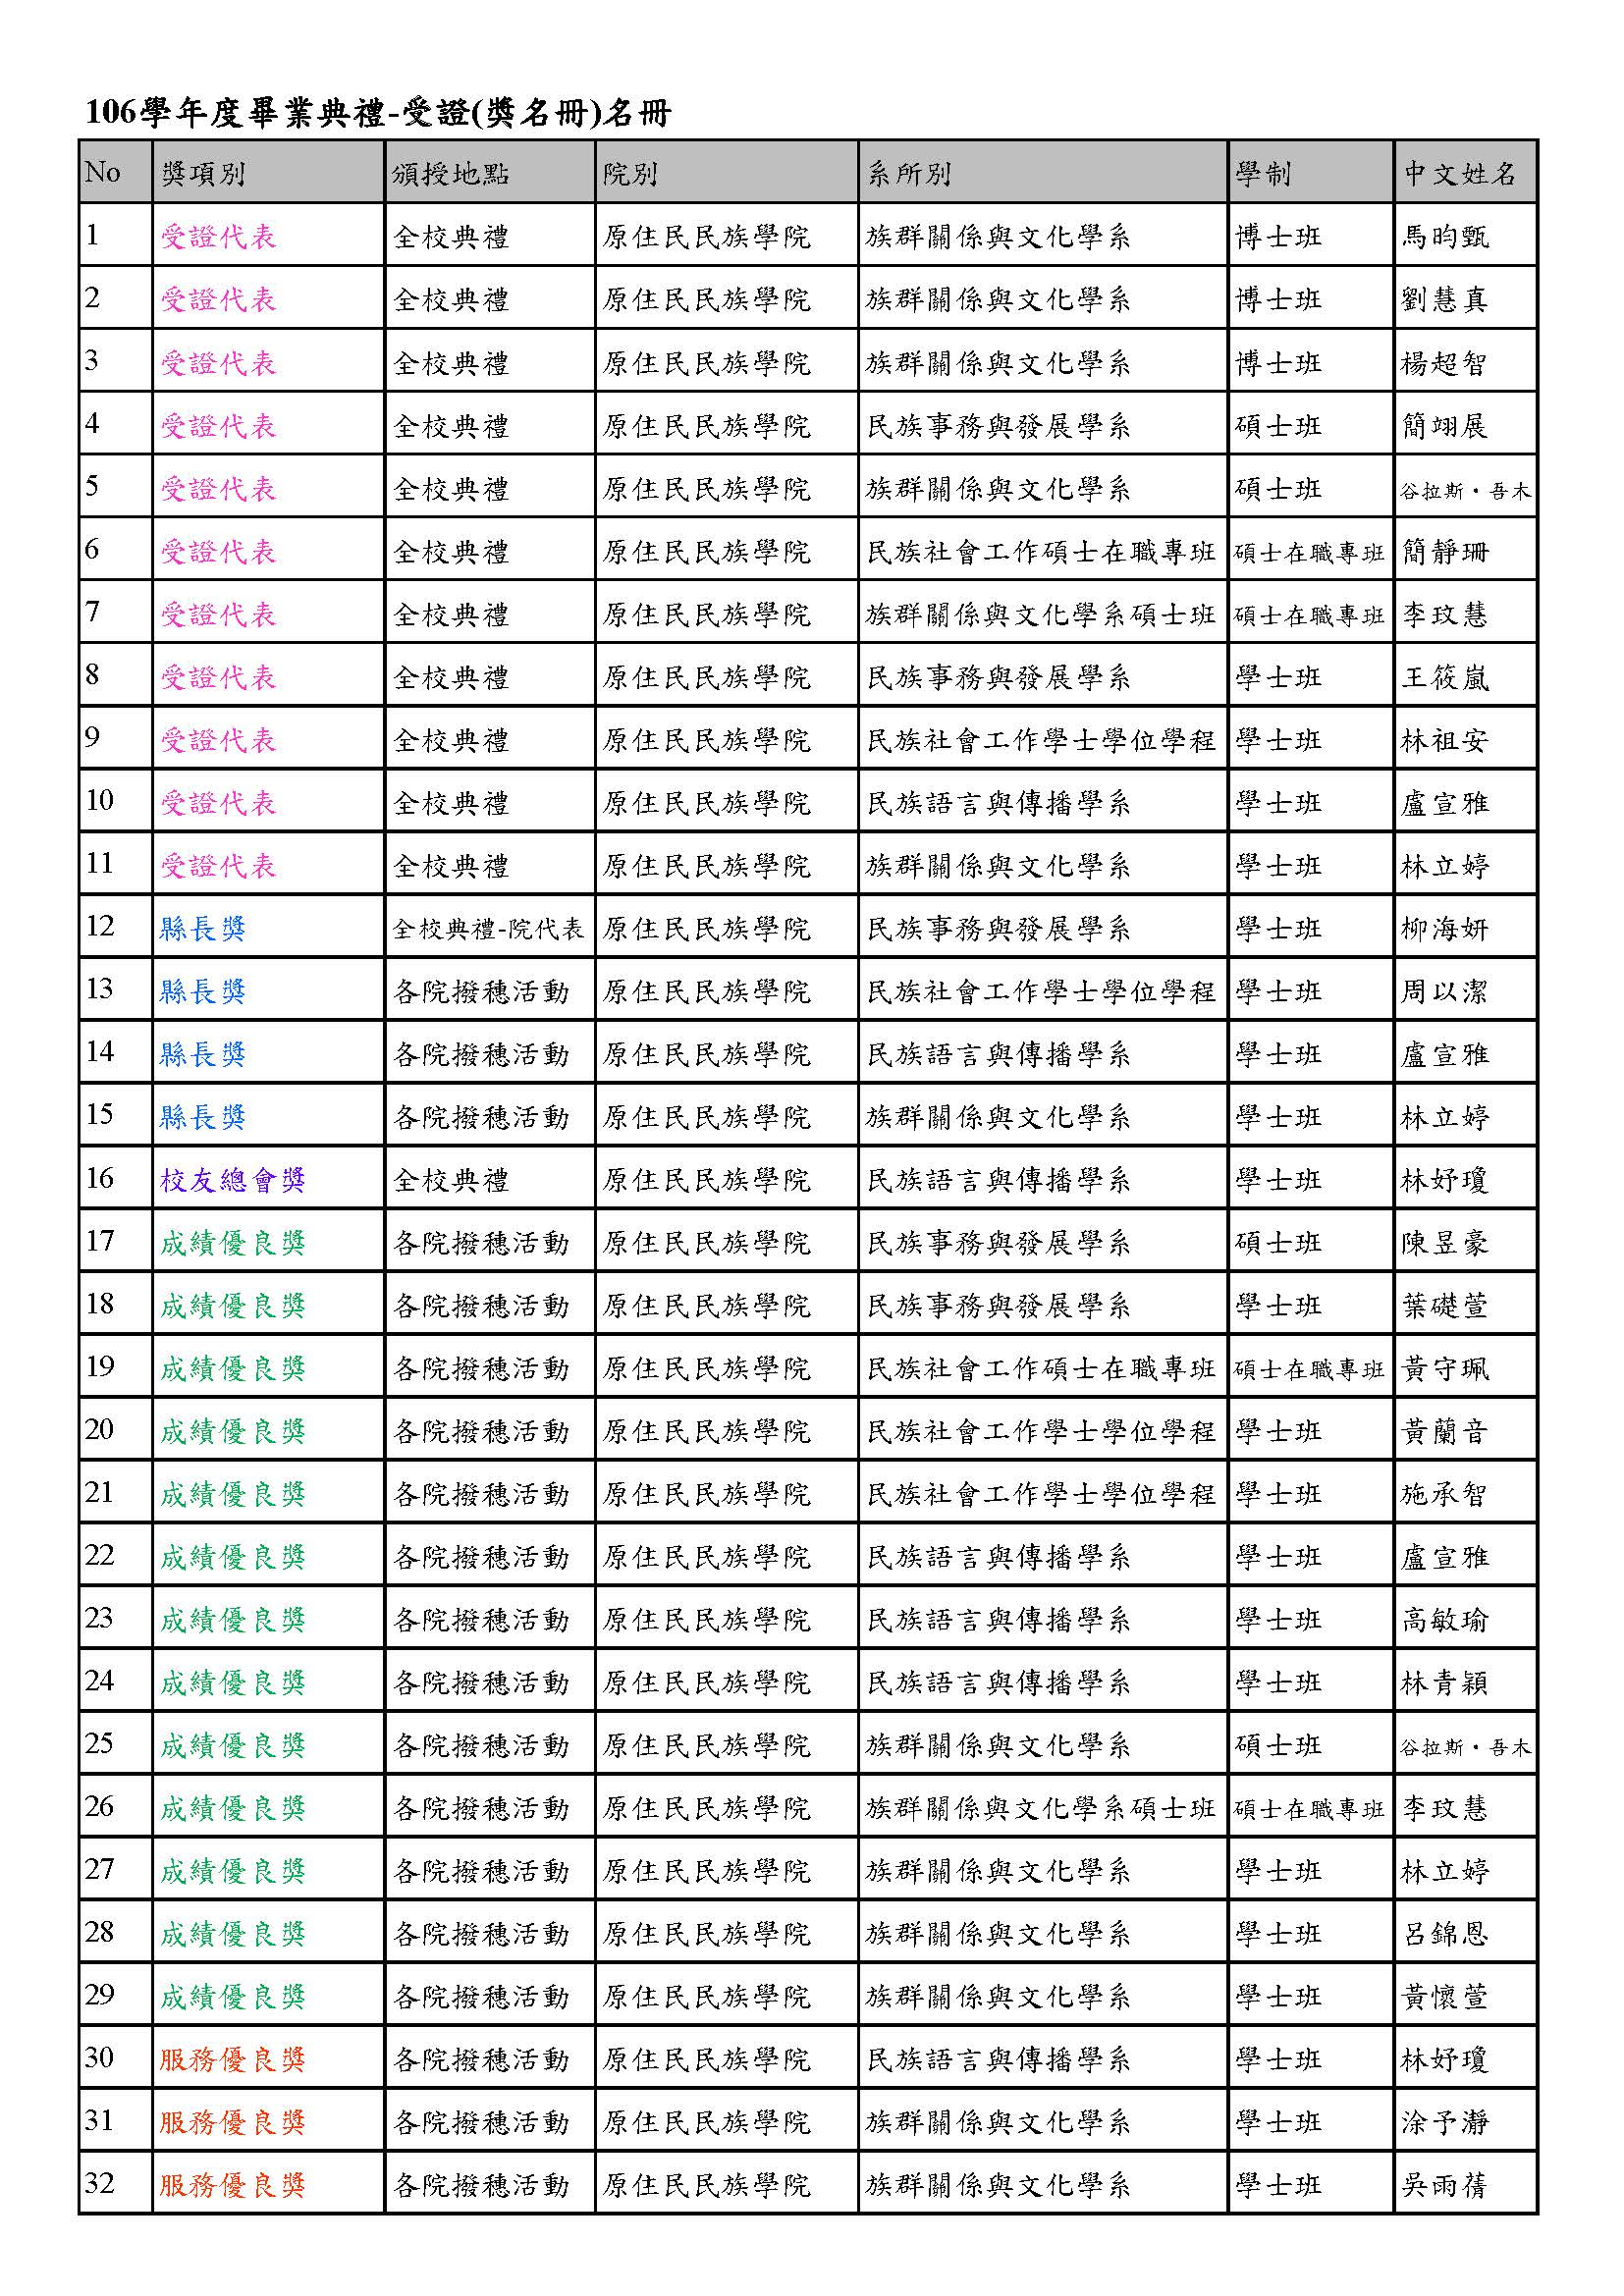 106學年度畢業典禮-受證(獎名冊)名冊
No 獎項別 頒授地點 院別 系所別 學制 中文姓名
1 受證代表 全校典禮 原住民民族學院 族群關係與文化學系 博士班 馬昀甄
2 受證代表 全校典禮 原住民民族學院 族群關係與文化學系 博士班 劉慧真
3 受證代表 全校典禮 原住民民族學院 族群關係與文化學系 博士班 楊超智
4 受證代表 全校典禮 原住民民族學院 民族事務與發展學系 碩士班 簡翊展
5 受證代表 全校典禮 原住民民族學院 族群關係與文化學系 碩士班 谷拉斯・吾木
6 受證代表 全校典禮 原住民民族學院 民族社會工作碩士在職專班 碩士在職專班 簡靜珊
7 受證代表 全校典禮 原住民民族學院 族群關係與文化學系碩士班 碩士在職專班 李玟慧
8 受證代表 全校典禮 原住民民族學院 民族事務與發展學系 學士班 王筱嵐
9 受證代表 全校典禮 原住民民族學院 民族社會工作學士學位學程 學士班 林祖安
10 受證代表 全校典禮 原住民民族學院 民族語言與傳播學系 學士班 盧宣雅
11 受證代表 全校典禮 原住民民族學院 族群關係與文化學系 學士班 林立婷
12 縣長獎 全校典禮-院代表 原住民民族學院 民族事務與發展學系 學士班 柳海妍
13 縣長獎 各院撥穗活動 原住民民族學院 民族社會工作學士學位學程 學士班 周以潔
14 縣長獎 各院撥穗活動 原住民民族學院 民族語言與傳播學系 學士班 盧宣雅
15 縣長獎 各院撥穗活動 原住民民族學院 族群關係與文化學系 學士班 林立婷
16 校友總會獎 全校典禮 原住民民族學院 民族語言與傳播學系 學士班 林妤瓊
17 成績優良獎 各院撥穗活動 原住民民族學院 民族事務與發展學系 碩士班 陳昱豪
18 成績優良獎 各院撥穗活動 原住民民族學院 民族事務與發展學系 學士班 葉礎萱
19 成績優良獎 各院撥穗活動 原住民民族學院 民族社會工作碩士在職專班 碩士在職專班 黃守珮
20 成績優良獎 各院撥穗活動 原住民民族學院 民族社會工作學士學位學程 學士班 黃蘭音
21 成績優良獎 各院撥穗活動 原住民民族學院 民族社會工作學士學位學程 學士班 施承智
22 成績優良獎 各院撥穗活動 原住民民族學院 民族語言與傳播學系 學士班 盧宣雅
23 成績優良獎 各院撥穗活動 原住民民族學院 民族語言與傳播學系 學士班 高敏瑜
24 成績優良獎 各院撥穗活動 原住民民族學院 民族語言與傳播學系 學士班 林青穎
25 成績優良獎 各院撥穗活動 原住民民族學院 族群關係與文化學系 碩士班 谷拉斯・吾木
26 成績優良獎 各院撥穗活動 原住民民族學院 族群關係與文化學系碩士班 碩士在職專班 李玟慧
27 成績優良獎 各院撥穗活動 原住民民族學院 族群關係與文化學系 學士班 林立婷
28 成績優良獎 各院撥穗活動 原住民民族學院 族群關係與文化學系 學士班 呂錦恩
29 成績優良獎 各院撥穗活動 原住民民族學院 族群關係與文化學系 學士班 黃懷萱
30 服務優良獎 各院撥穗活動 原住民民族學院 民族語言與傳播學系 學士班 林妤瓊
31 服務優良獎 各院撥穗活動 原住民民族學院 族群關係與文化學系 學士班 涂予瀞
32 服務優良獎 各院撥穗活動 原住民民族學院 族群關係與文化學系 學士班 吳雨蒨